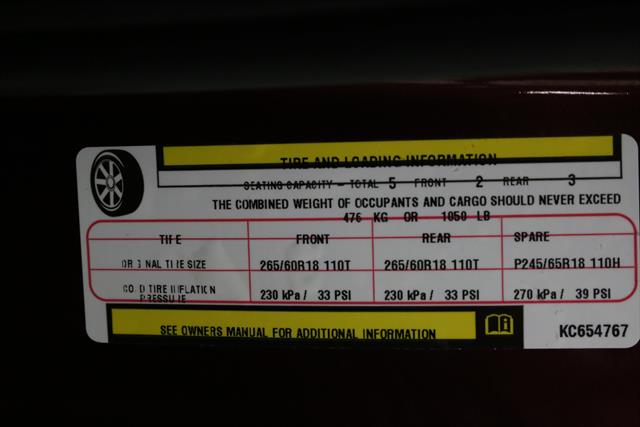 TIRE AND LOADING INFORMATION
SEATING CAPACITY - TOTAL 5 FRONT 2 REAR 3
THE COMBINED WEIGHT OF OCCUPANTS AND CARGO SHOULD NEVER EXCEED
476 KG OR 1050 LB
TIRE FRONT REAR SPARE
ORIGINAL TIRE SIZE 265/60R18 110T 265/60R18 110T P245/65R18 110H
COLD TIRE INFLATION 230 kPa / 33 PSI 230 kPa / 33 PSI 270 kPa / 39 PSI
PRESSURE
SEE OWNERS MANUAL FOR ADDITIONAL INFORMATION
KC654767